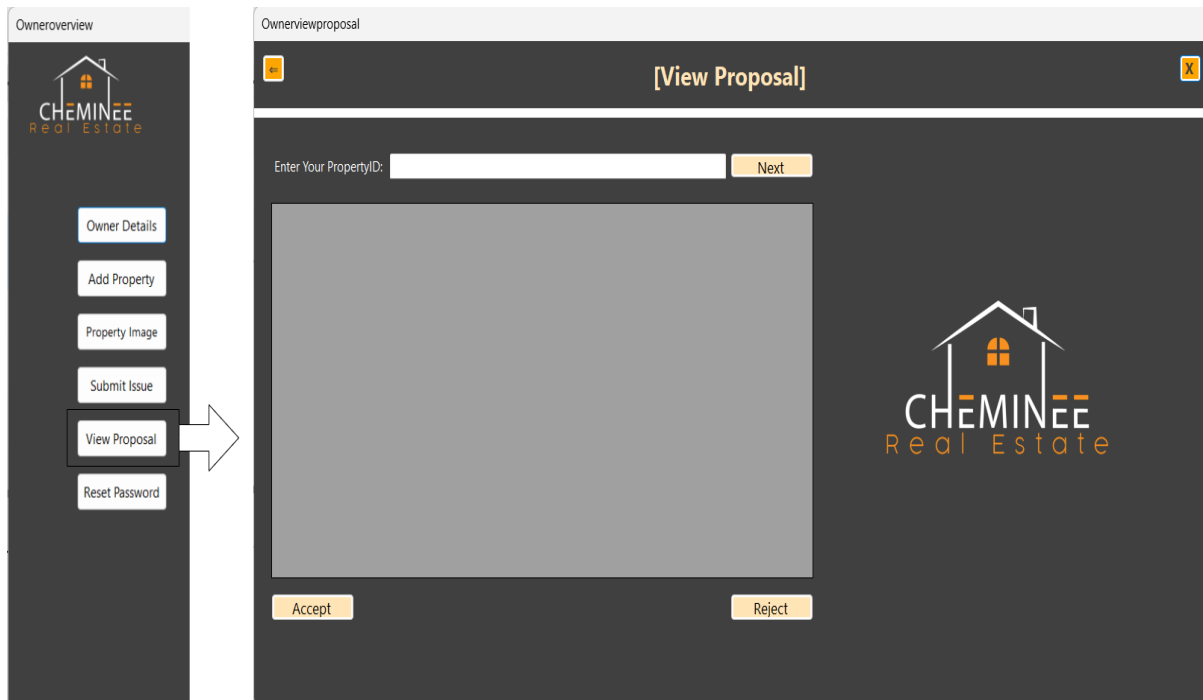 Owneroverview
CHEMINEE
Real Estate
Owner Details
Add Property
Property Image
Submit Issue
View Proposal
Reset Password
Ownerviewproposal
⇐
[View Proposal]
X
Enter Your PropertyID:
Next
CHEMINEE
Real Estate
Accept
Reject